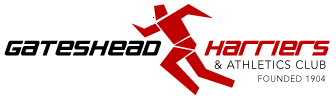 GATESHEAD HARRIERS
& ATHLETICS CLUB
FOUNDED 1904